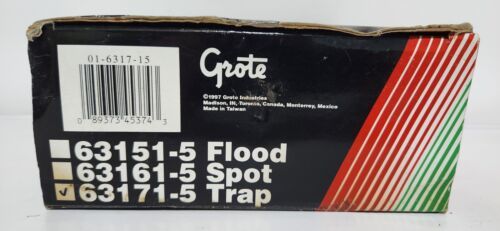 01-6317-15
0 89373 45374 3
Grote
©1997 Grote Industries
Madison, IN, Toronto, Canada, Monterrey, Mexico
Made in Taiwan
63151-5 Flood
63161-5 Spot
63171-5 Trap